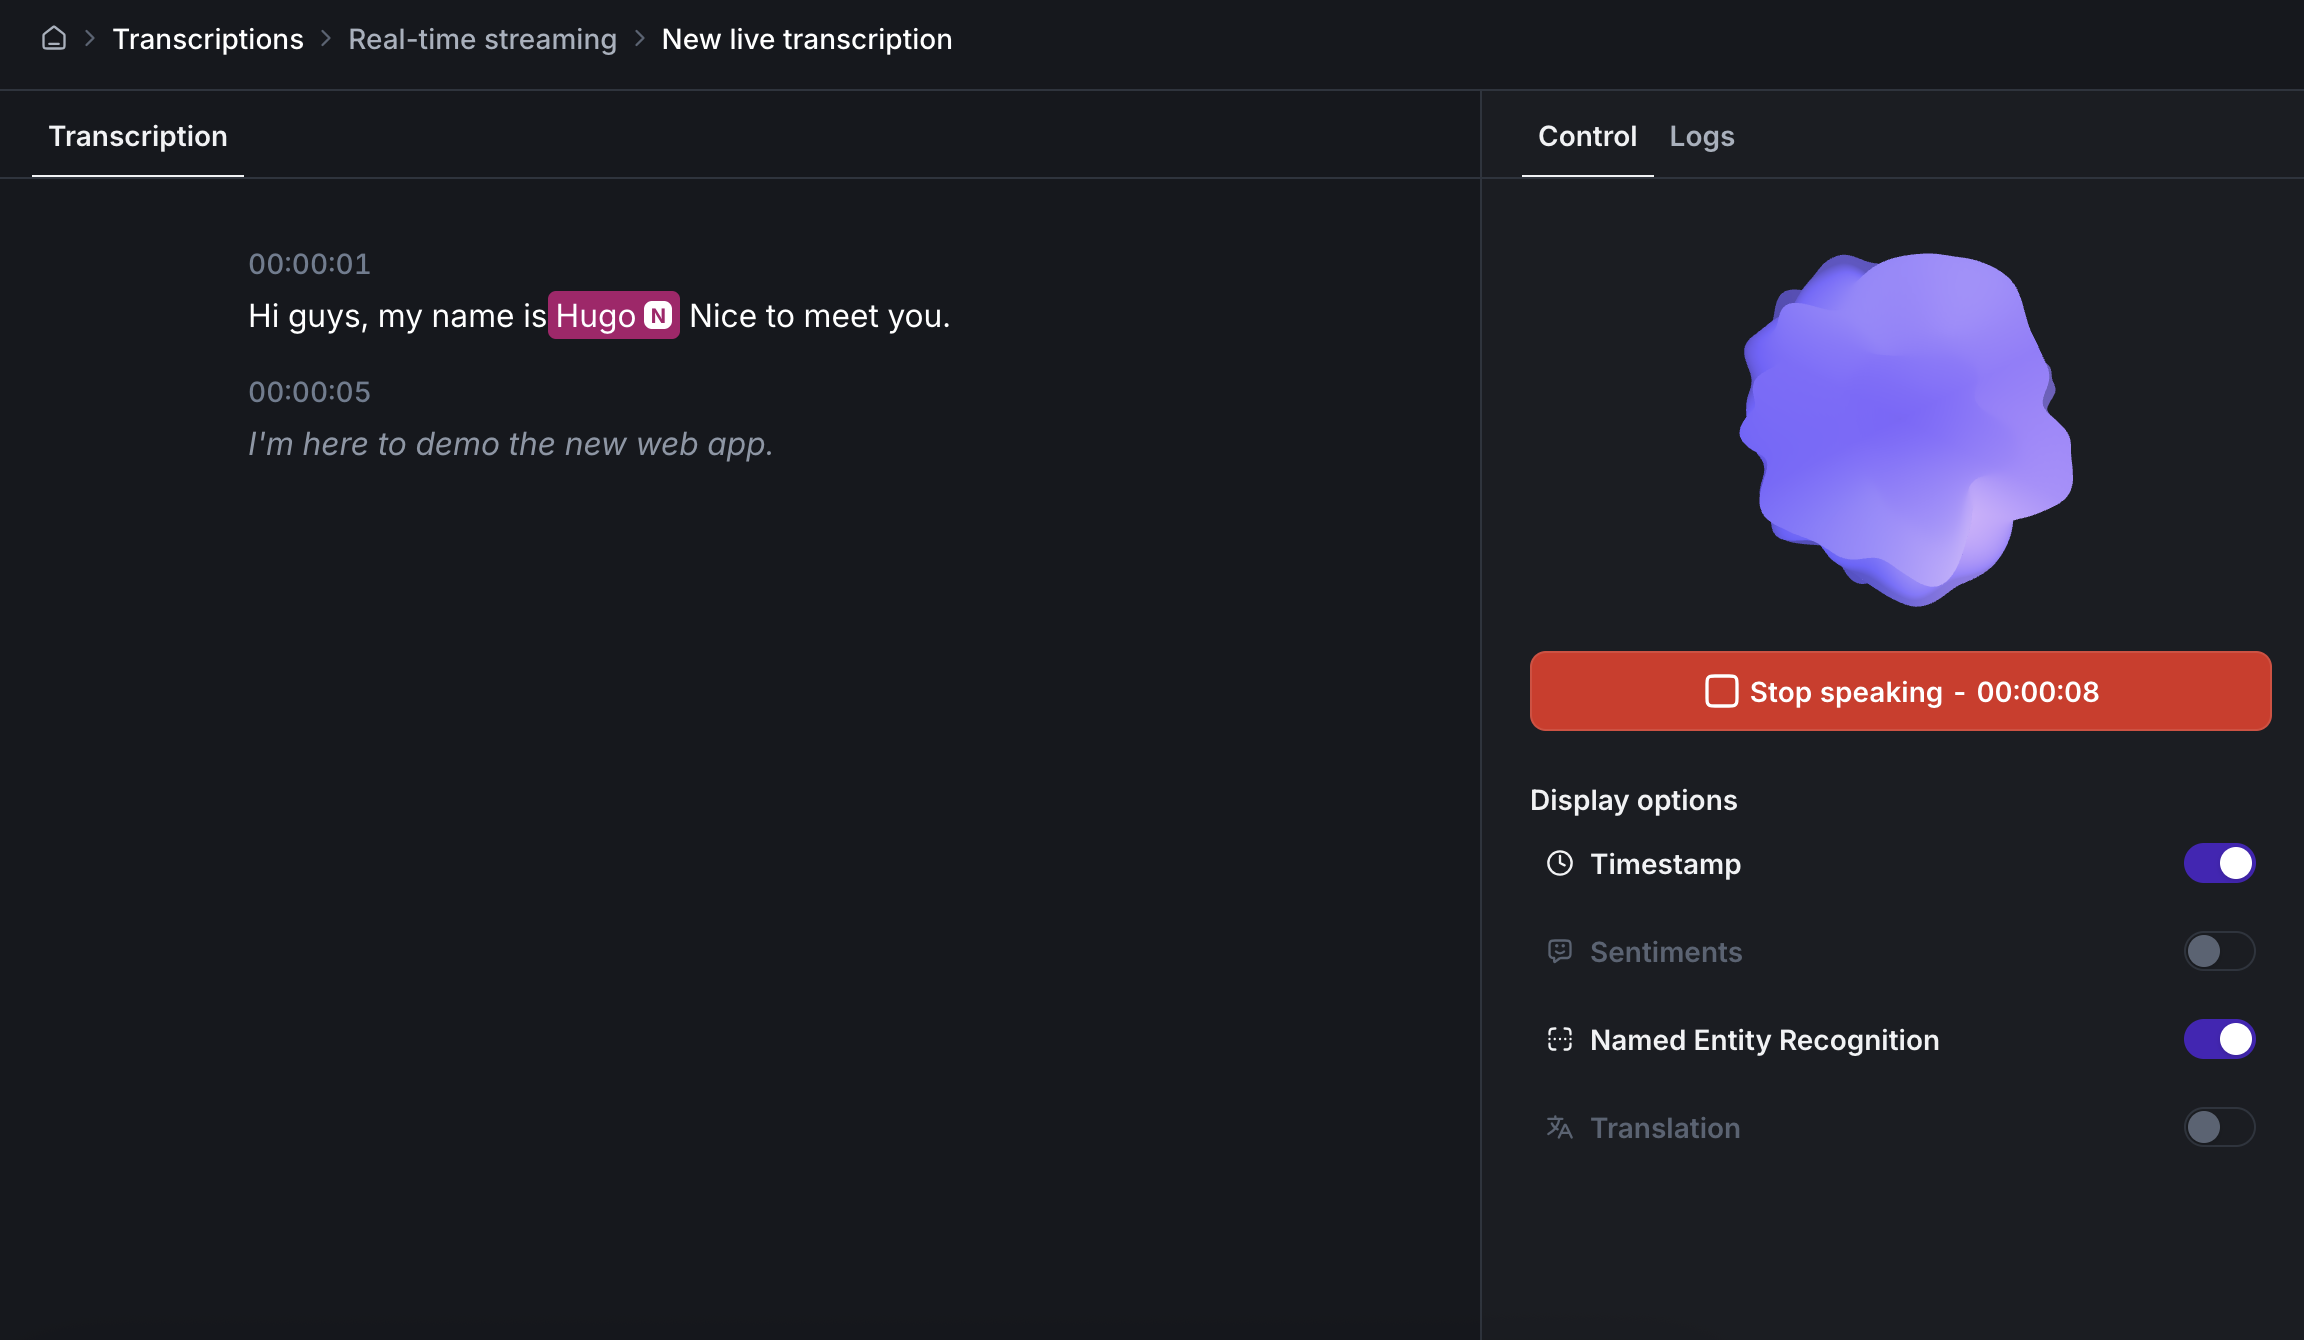 Transcriptions > Real-time streaming > New live transcription
Transcription
Control Logs
00:00:01
Hi guys, my name is Hugo N Nice to meet you.
00:00:05
I'm here to demo the new web app.
Stop speaking - 00:00:08
Display options
Timestamp
Sentiments
Named Entity Recognition
Translation